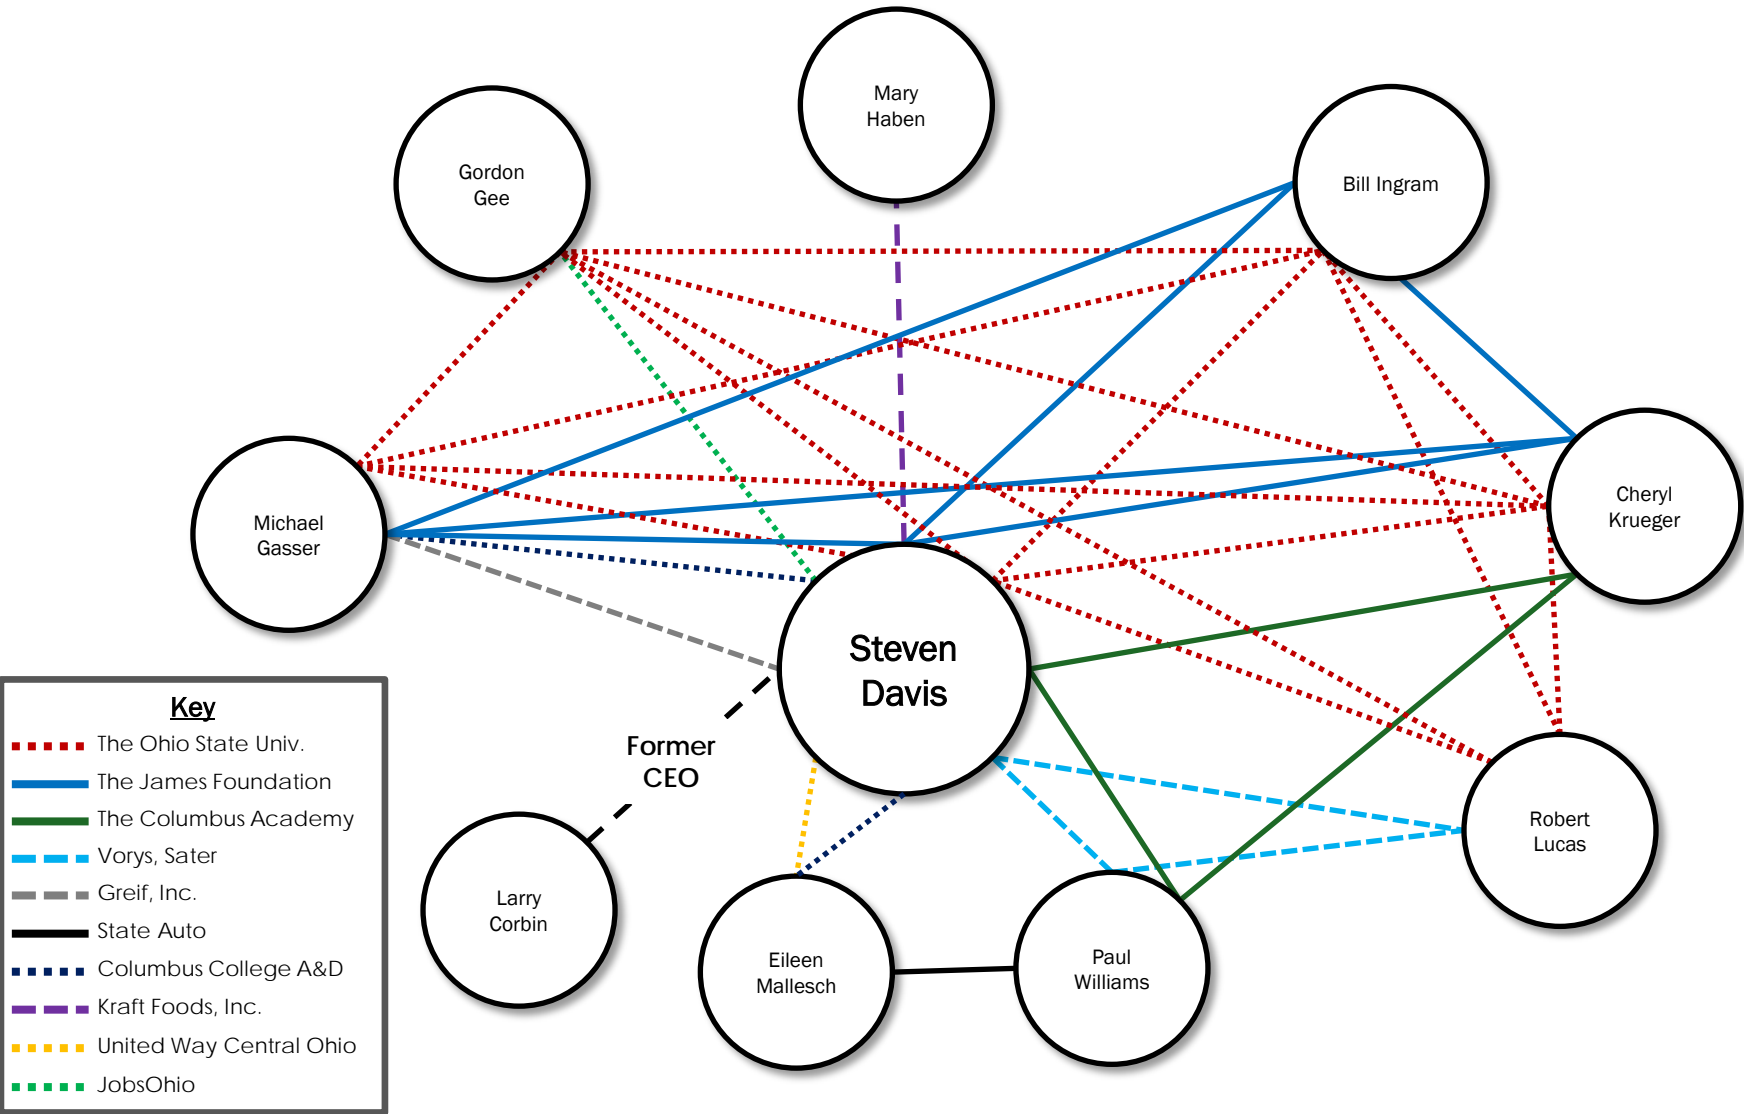 Mary
Haben
Gordon
Gee
Bill Ingram
Cheryl
Krueger
Michael
Gasser
Steven
Davis
Former
CEO
Robert
Lucas
Larry
Corbin
Eileen
Mallesch
Paul
Williams
Key
The Ohio State Univ.
The James Foundation
The Columbus Academy
Vorys, Sater
Greif, Inc.
State Auto
Columbus College A&D
Kraft Foods, Inc.
United Way Central Ohio
JobsOhio